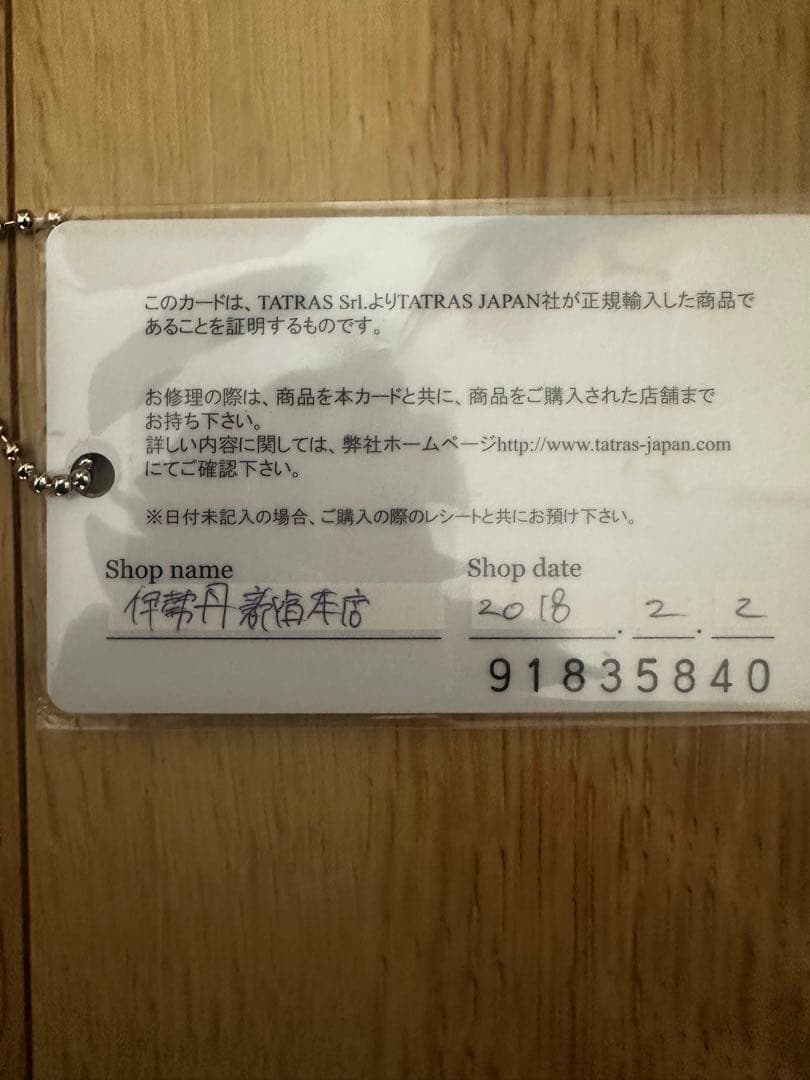 このカードは、TATRAS Srl.よりTATRAS JAPAN社が正規輸入した商品で
あることを証明するものです。
お修理の際は、商品を本カードと共に、商品をご購入された店舗まで
お持ち下さい。
詳しい内容に関しては、弊社ホームページhttp://www.tatras-japan.com
にてご確認下さい。
※日付未記入の場合、ご購入の際のレシートと共にお預け下さい。
Shop name Shop date
伊勢丹新宿本店 2018.2.2
91835840